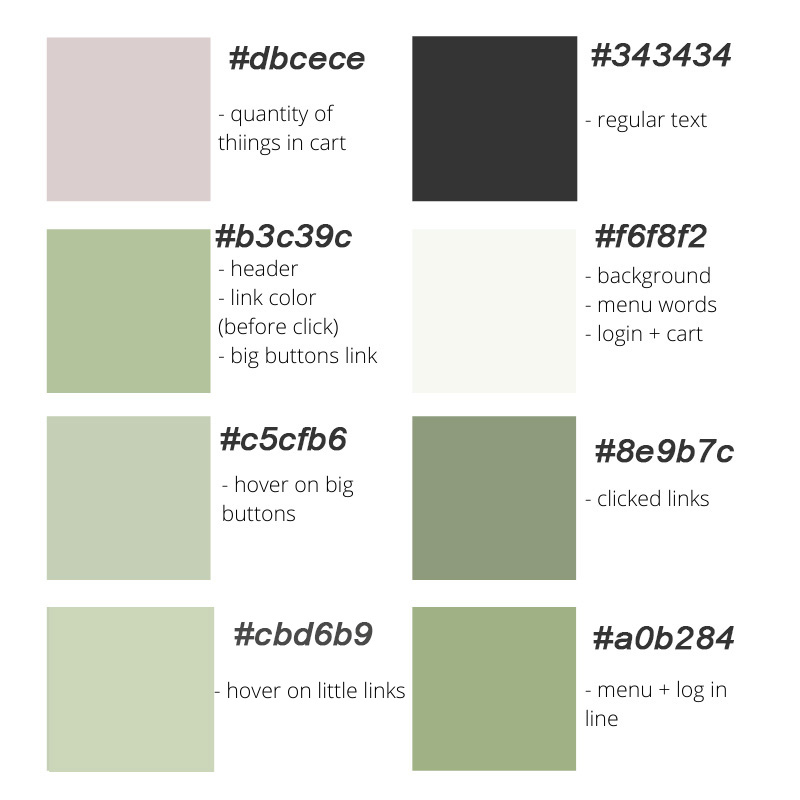 #dbcece
- quantity of
thiings in cart
#343434
- regular text
#b3c39c
- header
- link color
(before click)
- big buttons link
#f6f8f2
- background
- menu words
- login + cart
#c5cfb6
- hover on big
buttons
#8e9b7c
- clicked links
#cbd6b9
- hover on little links
#a0b284
- menu + log in
line